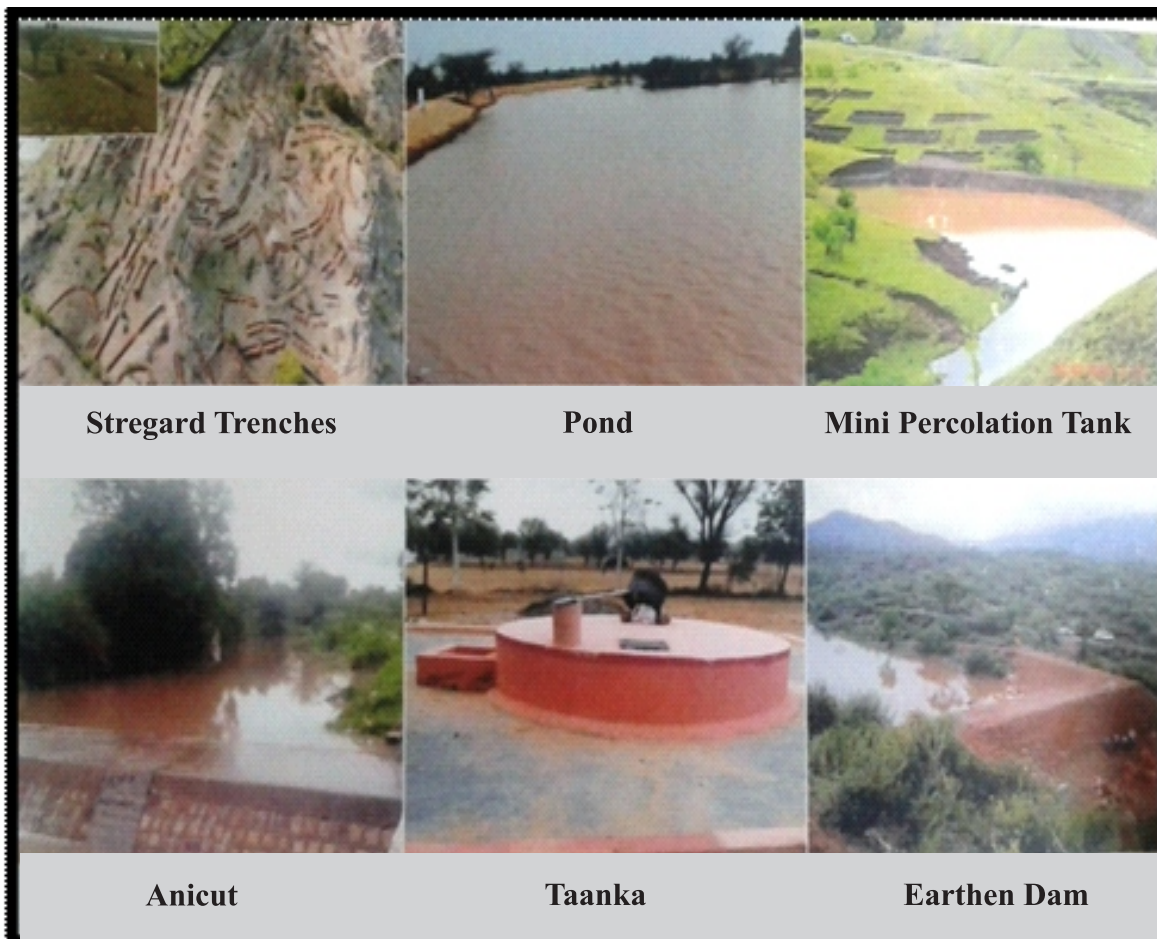 Stregard Trenches
Pond
Mini Percolation Tank
Anicut
Taanka
Earthen Dam